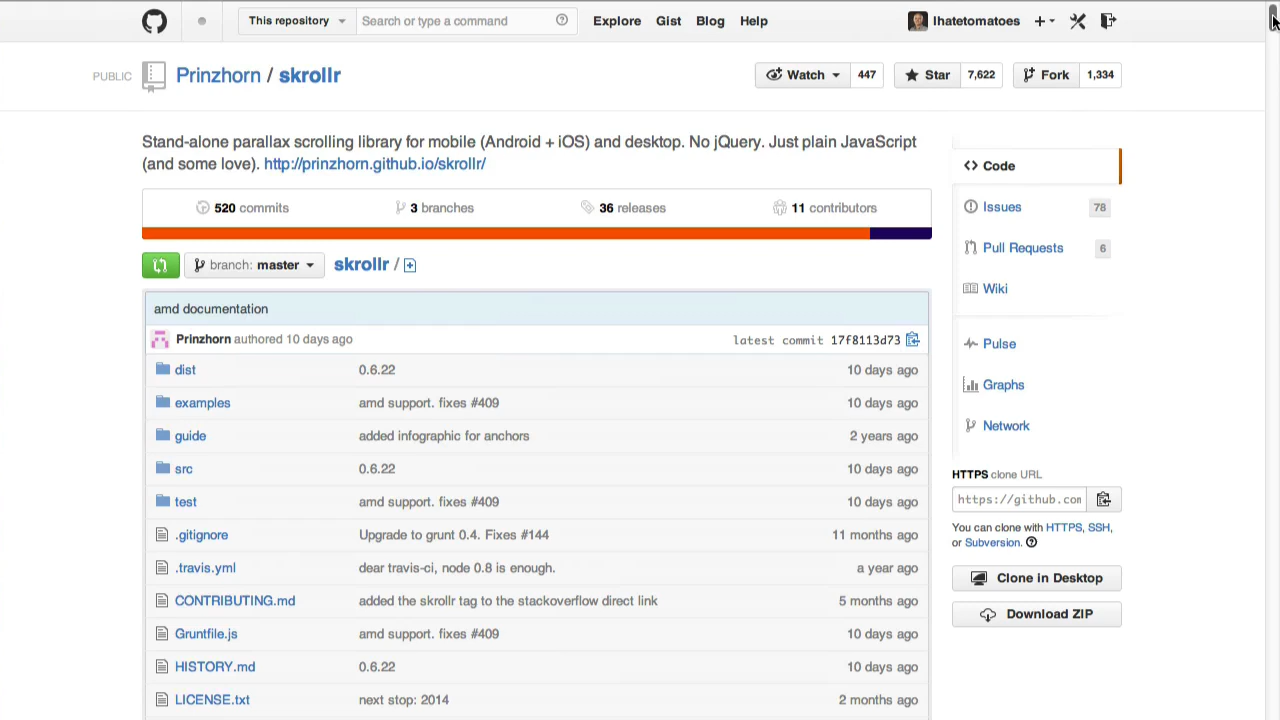 This repository Search or type a command Explore Gist Blog Help lhatetomatoes
PUBLIC Prinzhorn / skrollr Watch 447 Star 7,622 Fork 1,334
Stand-alone parallax scrolling library for mobile (Android + iOS) and desktop. No jQuery. Just plain JavaScript
(and some love). http://prinzhorn.github.io/skrollr/
520 commits 3 branches 36 releases 11 contributors
branch: master skrollr /
amd documentation
Prinzhorn authored 10 days ago latest commit 17f8113d73
dist 0.6.22 10 days ago
examples amd support. fixes #409 10 days ago
guide added infographic for anchors 2 years ago
src 0.6.22 10 days ago
test amd support. fixes #409 10 days ago
.gitignore Upgrade to grunt 0.4. Fixes #144 11 months ago
.travis.yml dear travis-ci, node 0.8 is enough. a year ago
CONTRIBUTING.md added the skrollr tag to the stackoverflow direct link 5 months ago
Gruntfile.js amd support. fixes #409 10 days ago
HISTORY.md 0.6.22 10 days ago
LICENSE.txt next stop: 2014 2 months ago
<> Code
Issues 78
Pull Requests 6
Wiki
Pulse
Graphs
Network
HTTPS clone URL
https://github.com
You can clone with HTTPS, SSH,
or Subversion.
Clone in Desktop
Download ZIP